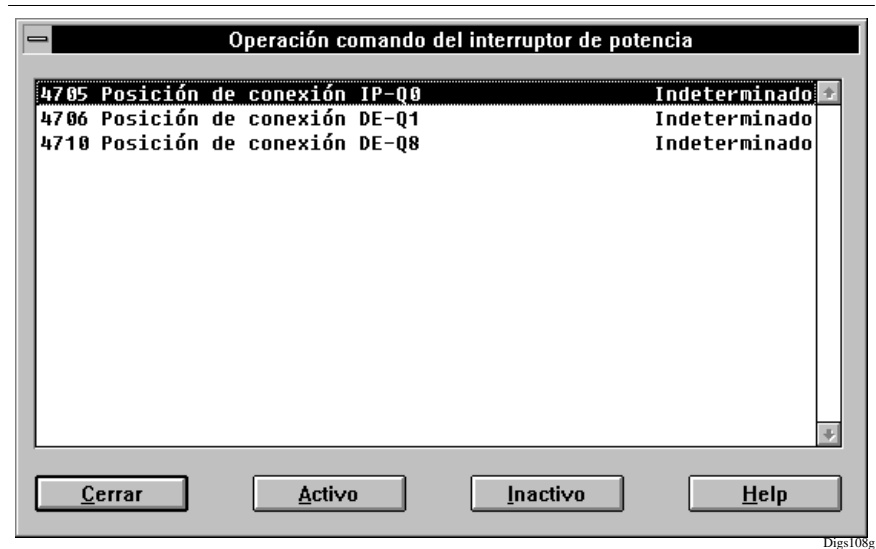 Operación comando del interruptor de potencia
4705 Posición de conexión IP-Q0 Indeterminado
4706 Posición de conexión DE-Q1 Indeterminado
4710 Posición de conexión DE-Q8 Indeterminado
Cerrar Activo Inactivo Help
Digs108g